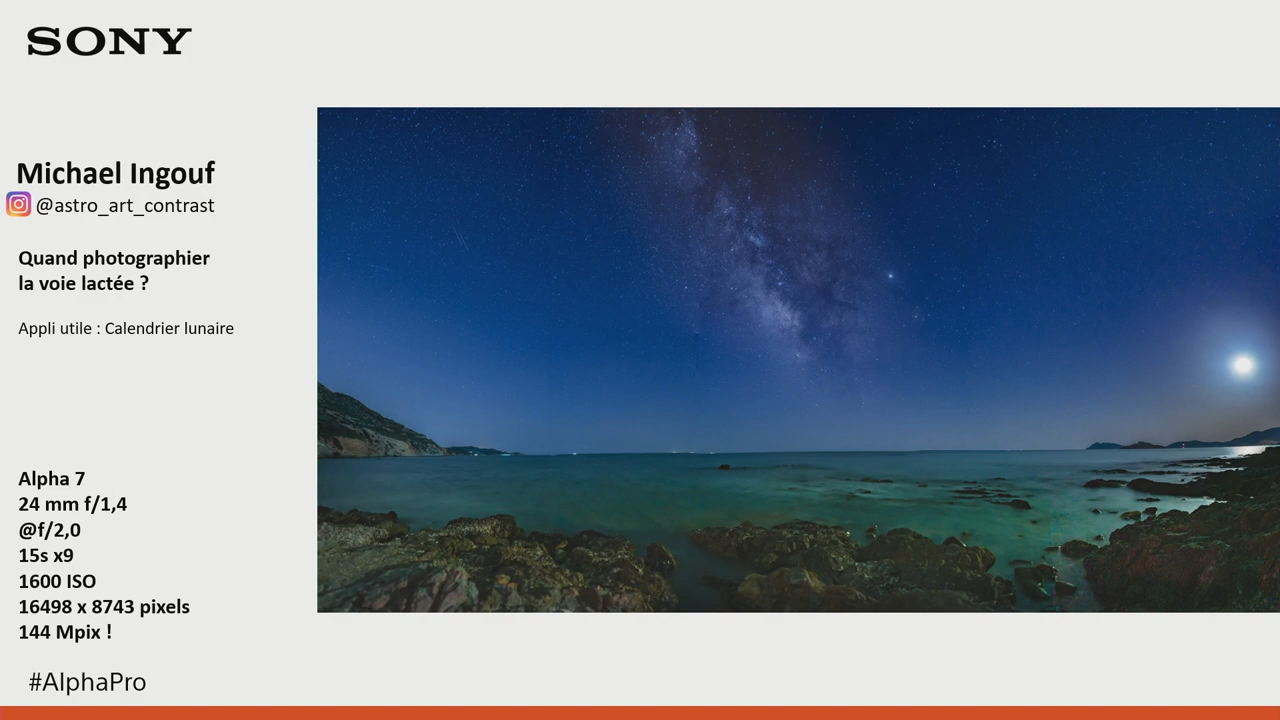 SONY
Michael Ingouf
@astro_art_contrast
Quand photographier
la voie lactée ?
Appli utile : Calendrier lunaire
Alpha 7
24 mm f/1,4
@f/2,0
15s x9
1600 ISO
16498 x 8743 pixels
144 Mpix !
#AlphaPro